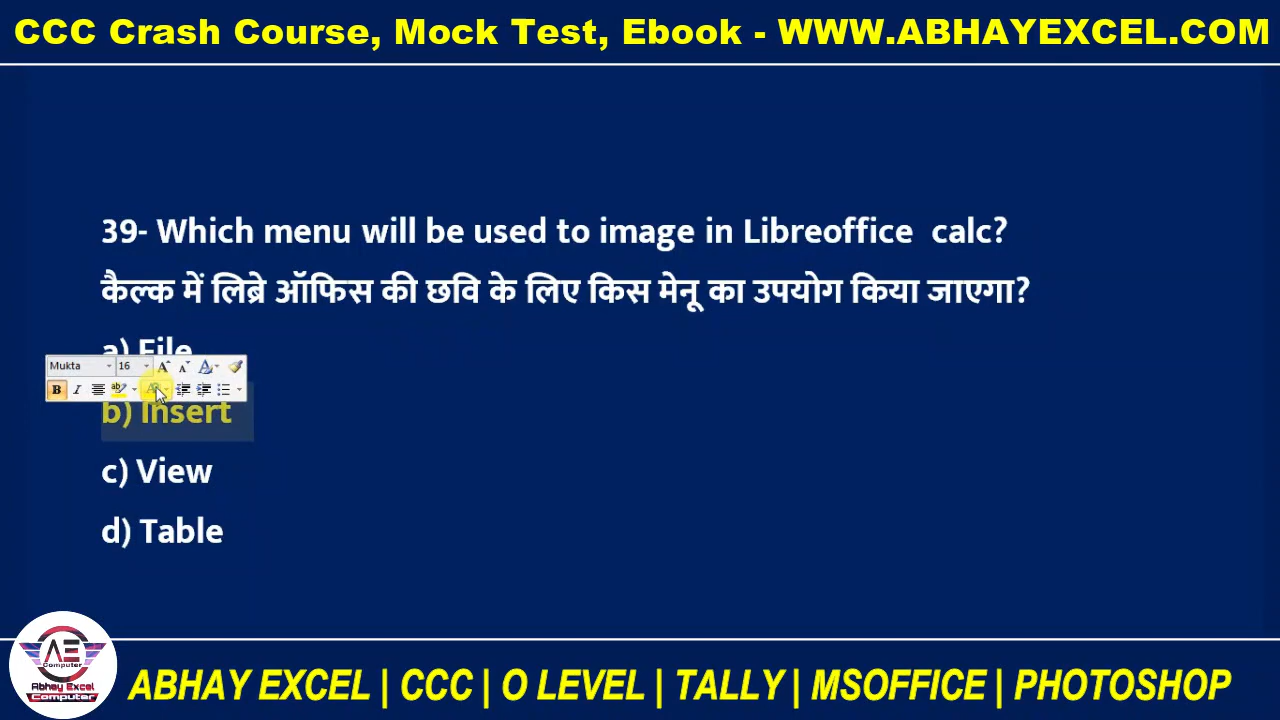 CCC Crash Course, Mock Test, Ebook - WWW.ABHAYEXCEL.COM
39- Which menu will be used to image in Libreoffice calc?
कैल्क में लिब्रे ऑफिस की छवि के लिए किस मेनू का उपयोग किया जाएगा?
a) File
Mukta 16
b) Insert
c) View
d) Table
AE
Computer
Abhay Excel
Computer
ABHAY EXCEL | CCC | O LEVEL | TALLY | MSOFFICE | PHOTOSHOP